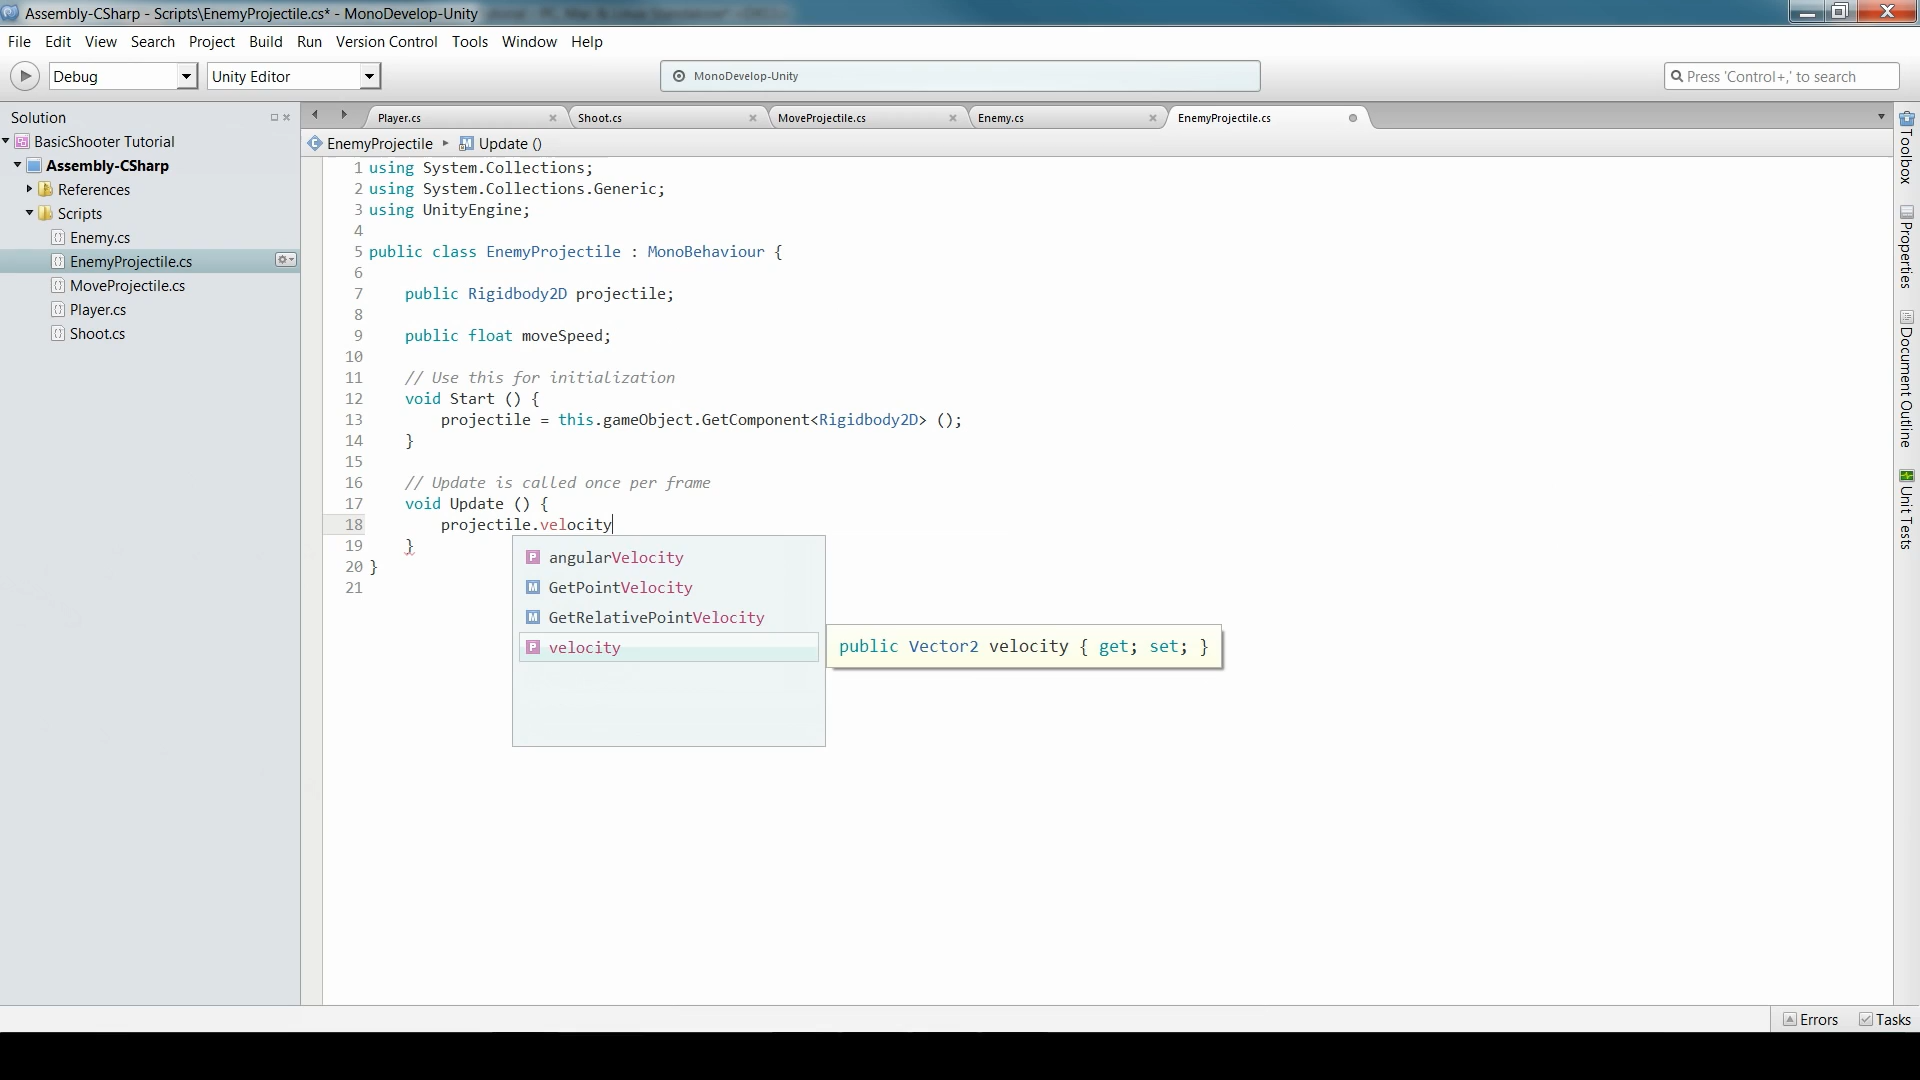 Assembly-CSharp - Scripts\EnemyProjectile.cs* - MonoDevelop-Unity
File Edit View Search Project Build Run Version Control Tools Window Help
Debug Unity Editor MonoDevelop-Unity Press 'Control+,' to search
Solution
BasicShooter Tutorial
Assembly-CSharp
References
Scripts
Enemy.cs
EnemyProjectile.cs
MoveProjectile.cs
Player.cs
Shoot.cs
Player.cs Shoot.cs MoveProjectile.cs Enemy.cs EnemyProjectile.cs
EnemyProjectile Update ()
1 using System.Collections;
2 using System.Collections.Generic;
3 using UnityEngine;
4
5 public class EnemyProjectile : MonoBehaviour {
6
7 public Rigidbody2D projectile;
8
9 public float moveSpeed;
10
11 // Use this for initialization
12 void Start () {
13 projectile = this.gameObject.GetComponent<Rigidbody2D> ();
14 }
15
16 // Update is called once per frame
17 void Update () {
18 projectile.velocity
19 }
20 }
21
angularVelocity
GetPointVelocity
GetRelativePointVelocity
velocity
public Vector2 velocity { get; set; }
Toolbox
Properties
Document Outline
Unit Tests
Errors Tasks